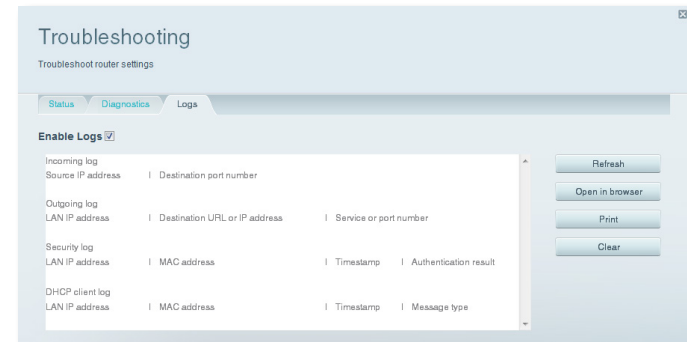 Troubleshooting
Troubleshoot router settings
Status Diagnostics Logs
Enable Logs
Incoming log
Source IP address | Destination port number
Outgoing log
LAN IP address | Destination URL or IP address | Service or port number
Security log
LAN IP address | MAC address | Timestamp | Authentication result
DHCP client log
LAN IP address | MAC address | Timestamp | Message type
Refresh
Open in browser
Print
Clear